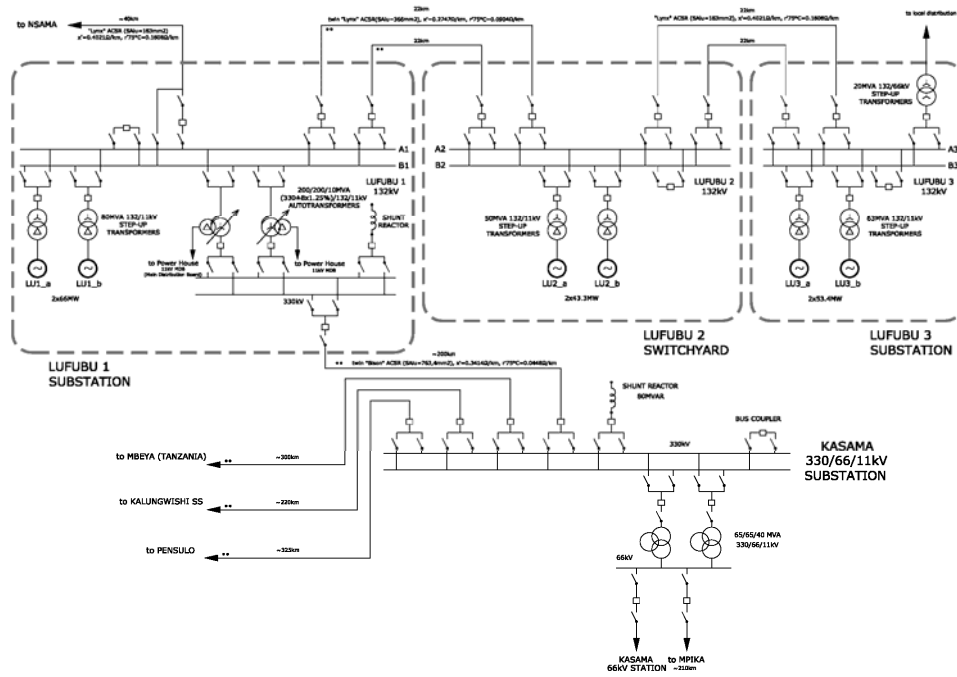 to NSAMA
~40km
"Lynx" ACSR (SAlu=183mm2)
x'=0.4021Ω/km, r'75°C=0.1608Ω/km
22km
twin "Lynx" ACSR(SAlu=366mm2), x'=0.2747Ω/km, r'75°C=0.0804Ω/km
**
22km
**
"Lynx" ACSR(SAlu=183mm2), x'=0.4021Ω/km, r'75°C=0.1608Ω/km
22km
to local distribution
20MVA 132/66kV
STEP-UP
TRANSFORMERS
A1
B1
LUFUBU 1
132kV
A2
B2
LUFUBU 2
132kV
A3
B3
LUFUBU 3
132kV
80MVA 132/11kV
STEP-UP
TRANSFORMERS
200/200/10MVA
(330+8x1.25%)/132/11kV
AUTOTRANSFORMERS
SHUNT
REACTOR
to Power House
11kV MDB
(Main Distribution Board)
to Power House
11kV MDB
50MVA 132/11kV
STEP-UP
TRANSFORMERS
63MVA 132/11kV
STEP-UP
TRANSFORMERS
LU1_a
LU1_b
2x66MW
LU2_a
LU2_b
2x43.3MW
LU3_a
LU3_b
2x53.4MW
330kV
LUFUBU 1
SUBSTATION
LUFUBU 2
SWITCHYARD
LUFUBU 3
SUBSTATION
~200km
** twin "Bison" ACSR (SAlu=763,6mm2), x'=0.3414Ω/km, r'75°C=0.0448Ω/km
SHUNT REACTOR
80MVAR
BUS COUPLER
330kV
KASAMA
330/66/11kV
SUBSTATION
to MBEYA (TANZANIA)
**
~300km
to KALUNGWISHI SS
**
~220km
to PENSULO
**
~325km
65/65/40 MVA
330/66/11kV
66kV
KASAMA
66kV STATION
to MPIKA
~210km